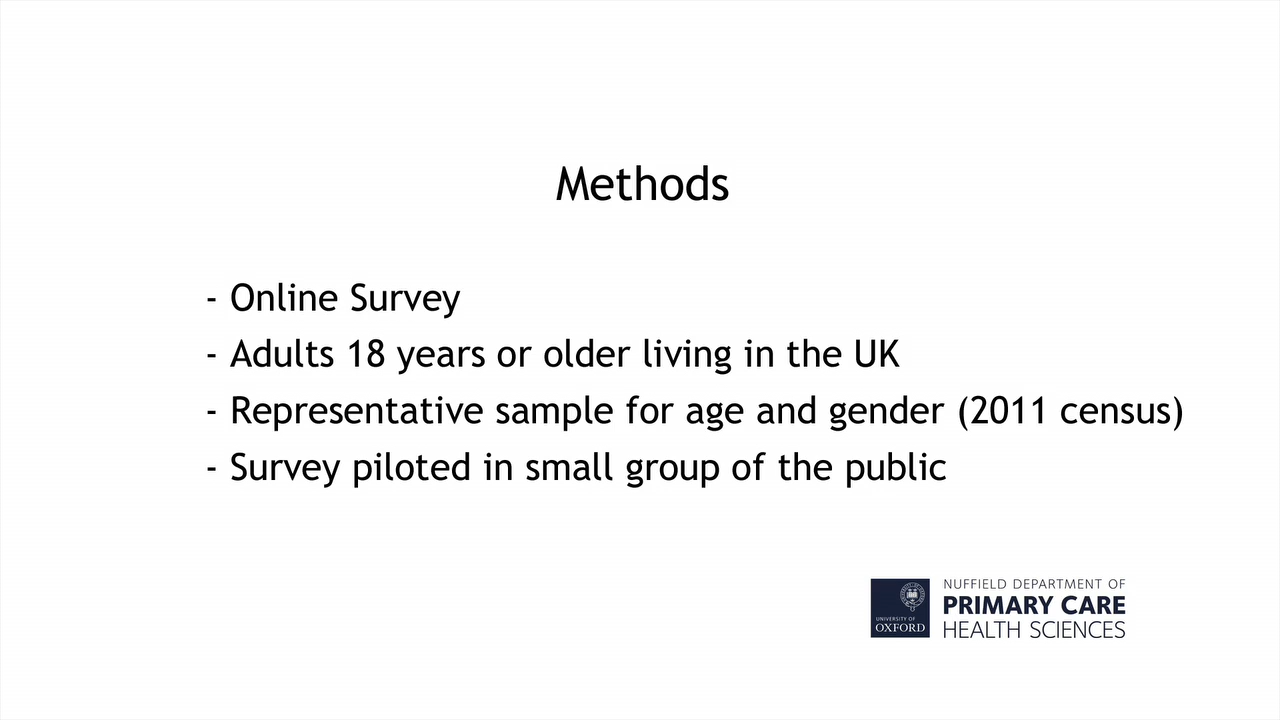 Methods
- Online Survey
- Adults 18 years or older living in the UK
- Representative sample for age and gender (2011 census)
- Survey piloted in small group of the public
UNIVERSITY OF
OXFORD
NUFFIELD DEPARTMENT OF
PRIMARY CARE
HEALTH SCIENCES